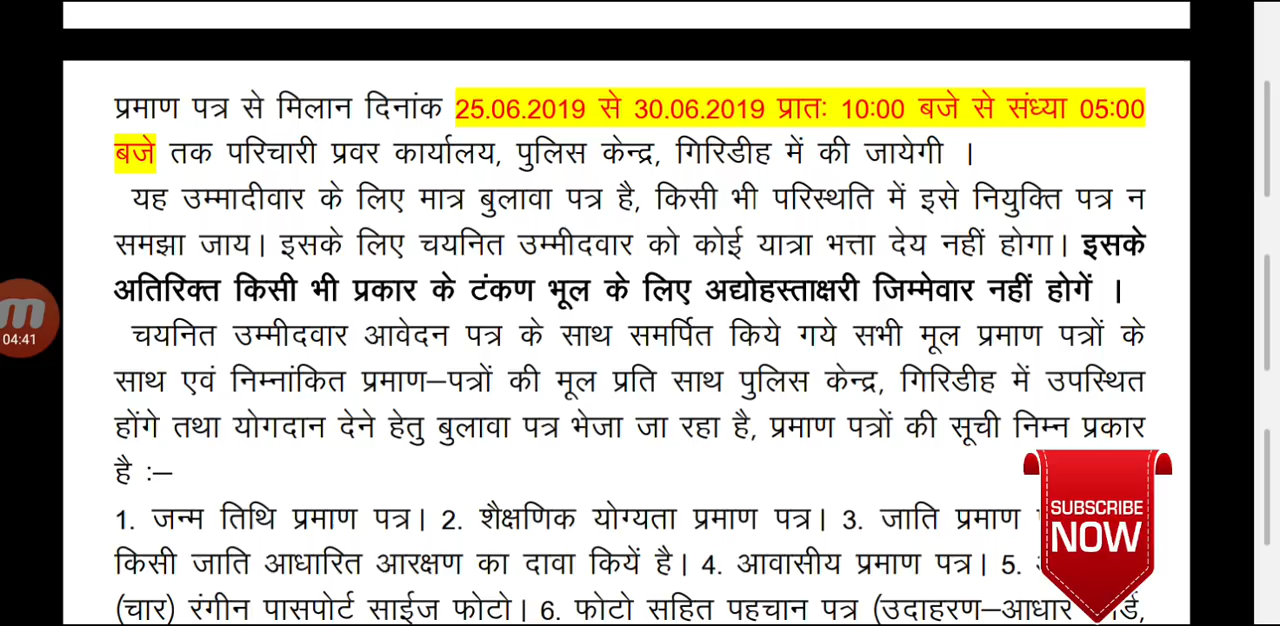 प्रमाण पत्र से मिलान दिनांक 25.06.2019 से 30.06.2019 प्रातः 10:00 बजे से संध्या 05:00
बजे तक परिचारी प्रवर कार्यालय, पुलिस केन्द्र, गिरिडीह में की जायेगी ।
यह उम्मादीवार के लिए मात्र बुलावा पत्र है, किसी भी परिस्थति में इसे नियुक्ति पत्र न
समझा जाय। इसके लिए चयनित उम्मीदवार को कोई यात्रा भत्ता देय नहीं होगा। इसके
अतिरिक्त किसी भी प्रकार के टंकण भूल के लिए अद्योहस्ताक्षरी जिम्मेवार नहीं होगें ।
m
04:41
चयनित उम्मीदवार आवेदन पत्र के साथ समर्पित किये गये सभी मूल प्रमाण पत्रों के
साथ एवं निम्नांकित प्रमाण–पत्रों की मूल प्रति साथ पुलिस केन्द्र, गिरिडीह में उपस्थित
होंगे तथा योगदान देने हेतु बुलावा पत्र भेजा जा रहा है, प्रमाण पत्रों की सूची निम्न प्रकार
है :–
1. जन्म तिथि प्रमाण पत्र। 2. शैक्षणिक योग्यता प्रमाण पत्र। 3. जाति प्रमाण
किसी जाति आधारित आरक्षण का दावा कियें है। 4. आवासीय प्रमाण पत्र। 5.
(चार) रंगीन पासपोर्ट साईज फोटो। 6. फोटो सहित पहचान पत्र (उदाहरण–आधार
SUBSCRIBE
NOW